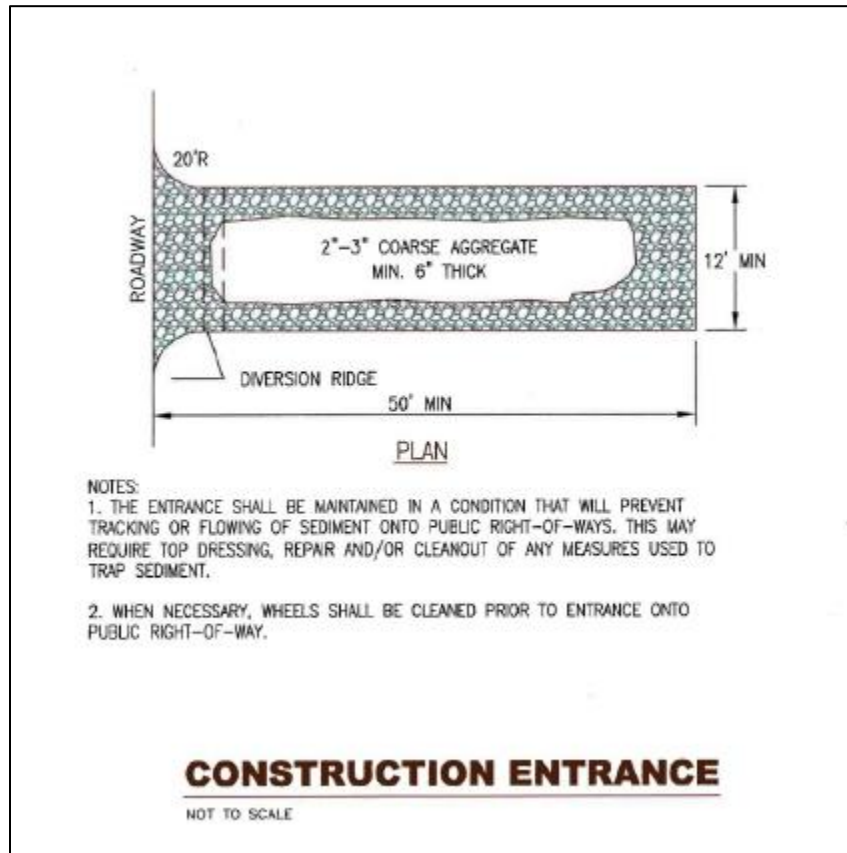 20'R
ROADWAY
2"-3" COARSE AGGREGATE
MIN. 6" THICK
12' MIN
DIVERSION RIDGE
50' MIN
PLAN
NOTES:
1. THE ENTRANCE SHALL BE MAINTAINED IN A CONDITION THAT WILL PREVENT
TRACKING OR FLOWING OF SEDIMENT ONTO PUBLIC RIGHT-OF-WAYS. THIS MAY
REQUIRE TOP DRESSING, REPAIR AND/OR CLEANOUT OF ANY MEASURES USED TO
TRAP SEDIMENT.
2. WHEN NECESSARY, WHEELS SHALL BE CLEANED PRIOR TO ENTRANCE ONTO
PUBLIC RIGHT-OF-WAY.
CONSTRUCTION ENTRANCE
NOT TO SCALE